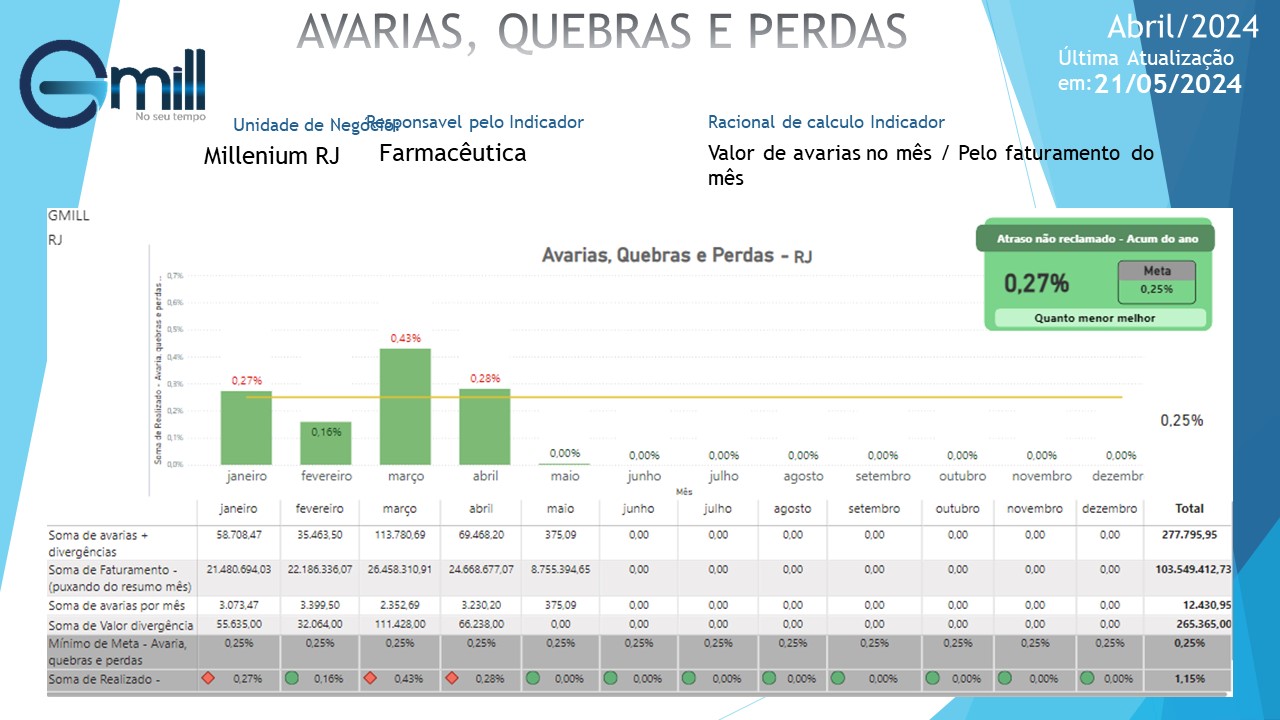 AVARIAS, QUEBRAS E PERDAS
Abril/2024
Última Atualização
em:21/05/2024
Gmill
No seu tempo
Unidade de Negócio:
Responsavel pelo Indicador
Racional de calculo Indicador
Millenium RJ
Farmacêutica
Valor de avarias no mês / Pelo faturamento do
mês
GMILL
RJ
Avarias, Quebras e Perdas - RJ
Atraso não reclamado - Acum do ano
0,27%
Meta
0,25%
Quanto menor melhor
Soma de Realizado - Avaria, quebras e perdas...
0,7%
0,6%
0,5%
0,4%
0,3%
0,2%
0,1%
0,0%
0,27% 0,16% 0,43% 0,28% 0,00% 0,00% 0,00% 0,00% 0,00% 0,00% 0,00% 0,00%
0,25%
janeiro fevereiro março abril maio junho julho agosto setembro outubro novembro dezembr
Mês
janeiro fevereiro março abril maio junho julho agosto setembro outubro novembro dezembro Total
Soma de avarias + 58.708,47 35.463,50 113.780,69 69.468,20 375,09 0,00 0,00 0,00 0,00 0,00 0,00 0,00 277.795,95
divergências
Soma de Faturamento - 21.480.694,03 22.186.336,07 26.458.310,91 24.668.677,07 8.755.394,65 0,00 0,00 0,00 0,00 0,00 0,00 0,00 103.549.412,73
(puxando do resumo mês)
Soma de avarias por mês 3.073,47 3.399,50 2.352,69 3.230,20 375,09 0,00 0,00 0,00 0,00 0,00 0,00 0,00 12.430,95
Soma de Valor divergência 55.635,00 32.064,00 111.428,00 66.238,00 0,00 0,00 0,00 0,00 0,00 0,00 0,00 0,00 265.365,00
Mínimo de Meta - Avaria, 0,25% 0,25% 0,25% 0,25% 0,25% 0,25% 0,25% 0,25% 0,25% 0,25% 0,25% 0,25% 0,25%
quebras e perdas
Soma de Realizado - 0,27% 0,16% 0,43% 0,28% 0,00% 0,00% 0,00% 0,00% 0,00% 0,00% 0,00% 0,00% 1,15%